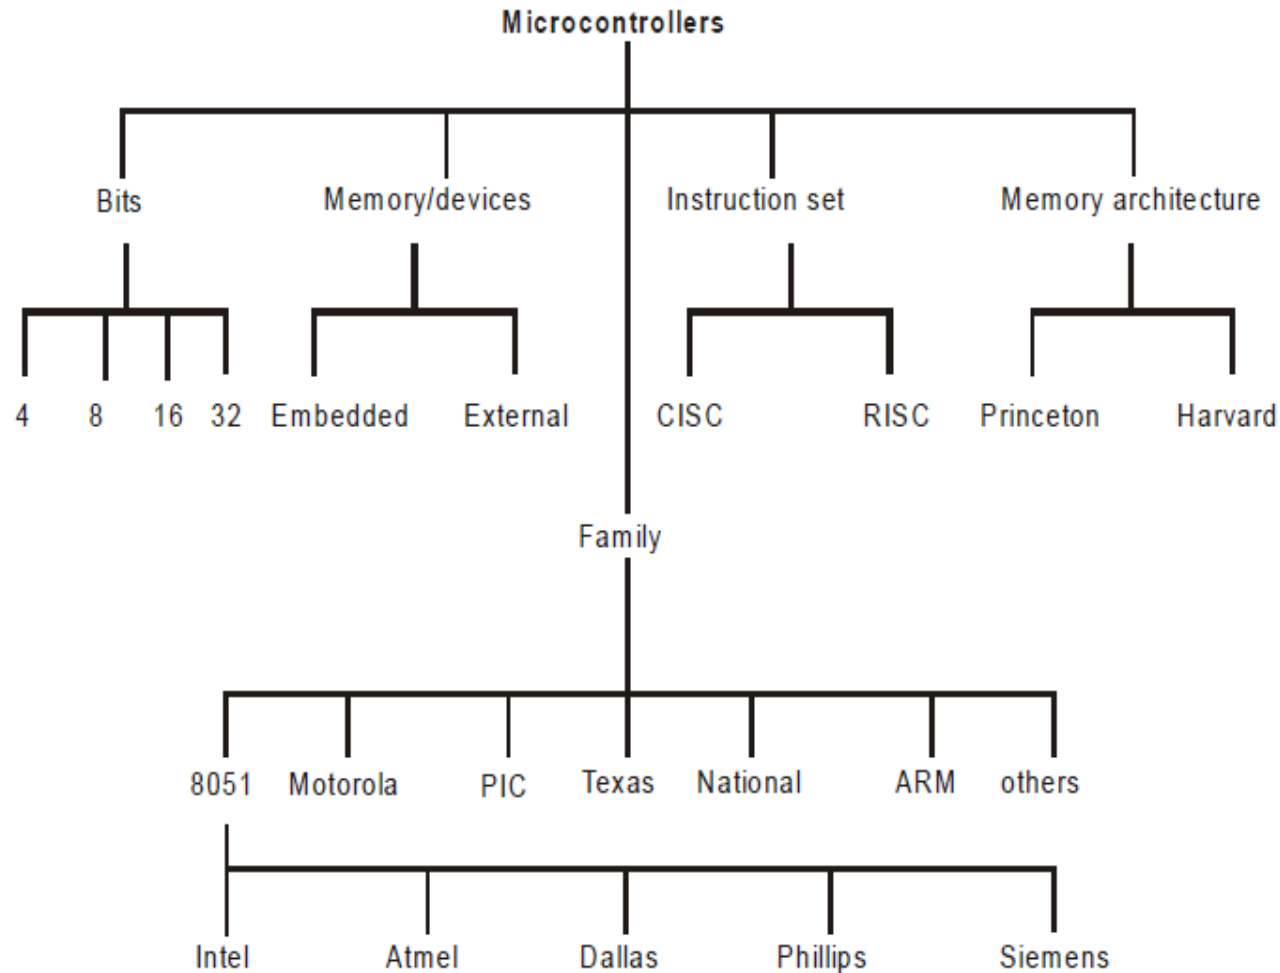 Microcontrollers
Bits Memory/devices Instruction set Memory architecture
4 8 16 32 Embedded External CISC RISC Princeton Harvard
Family
8051 Motorola PIC Texas National ARM others
Intel Atmel Dallas Phillips Siemens